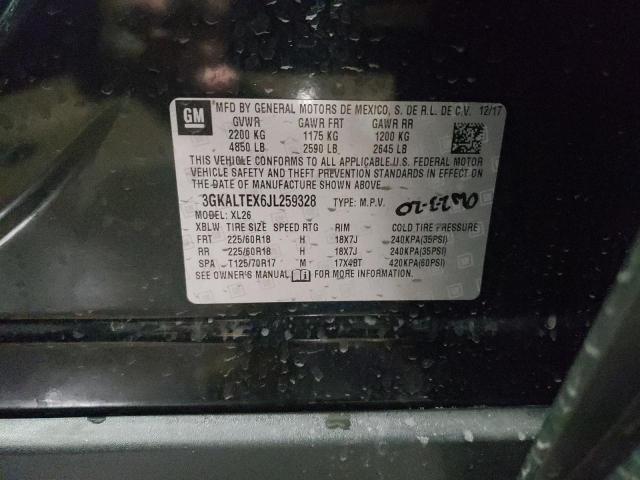 GM MFD BY GENERAL MOTORS DE MEXICO, S. DE R.L. DE C.V. 12/17
GVWR GAWR FRT GAWR RR
2200 KG 1175 KG 1200 KG
4850 LB 2590 LB 2645 LB
THIS VEHICLE CONFORMS TO ALL APPLICABLE U.S. FEDERAL MOTOR
VEHICLE SAFETY AND THEFT PREVENTION STANDARDS IN EFFECT ON
THE DATE OF MANUFACTURE SHOWN ABOVE.
3GKALTEX6JL259328 TYPE: M.P.V.
MODEL: XL26
XBLW TIRE SIZE SPEED RTG RIM COLD TIRE PRESSURE
FRT 225/60R18 H 18X7J 240KPA(35PSI)
RR 225/60R18 H 18X7J 240KPA(35PSI)
SPA T125/70R17 M 17X4BT 420KPA(60PSI)
SEE OWNER'S MANUAL FOR MORE INFORMATION.